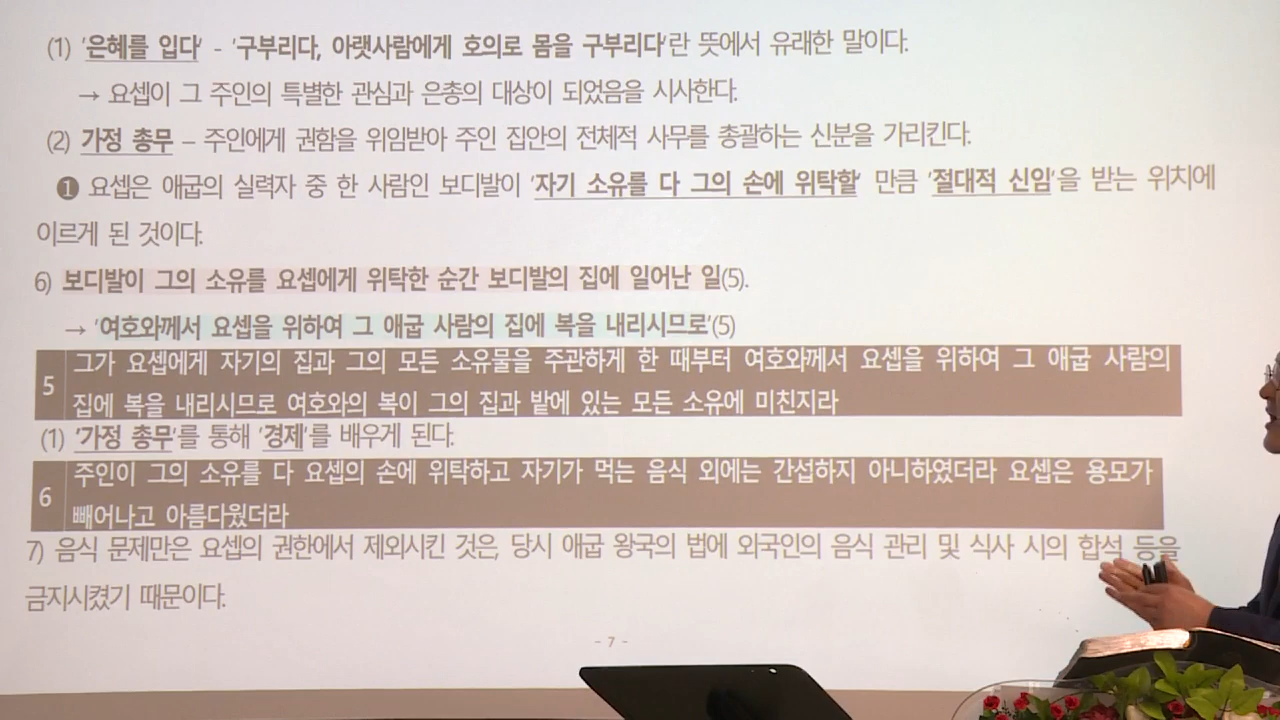 (1) '은혜를 입다' - '구부리다, 아랫사람에게 호의로 몸을 구부리다'란 뜻에서 유래한 말이다.
→ 요셉이 그 주인의 특별한 관심과 은총의 대상이 되었음을 시사한다.
(2) 가정 총무 – 주인에게 권한을 위임받아 주인 집안의 전체적 사무를 총괄하는 신분을 가리킨다.
❶ 요셉은 애굽의 실력자 중 한 사람인 보디발이 '자기 소유를 다 그의 손에 위탁할' 만큼 '절대적 신임'을 받는 위치에
이르게 된 것이다.
6) 보디발이 그의 소유를 요셉에게 위탁한 순간 보디발의 집에 일어난 일(5).
→ '여호와께서 요셉을 위하여 그 애굽 사람의 집에 복을 내리시므로'(5)
5 그가 요셉에게 자기의 집과 그의 모든 소유물을 주관하게 한 때부터 여호와께서 요셉을 위하여 그 애굽 사람의
집에 복을 내리시므로 여호와의 복이 그의 집과 밭에 있는 모든 소유에 미친지라
(1) '가정 총무'를 통해 '경제'를 배우게 된다.
6 주인이 그의 소유를 다 요셉의 손에 위탁하고 자기가 먹는 음식 외에는 간섭하지 아니하였더라 요셉은 용모가
빼어나고 아름다웠더라
7) 음식 문제만은 요셉의 권한에서 제외시킨 것은, 당시 애굽 왕국의 법에 외국인의 음식 관리 및 식사 시의 합석 등을
금지시켰기 때문이다.
- 7 -